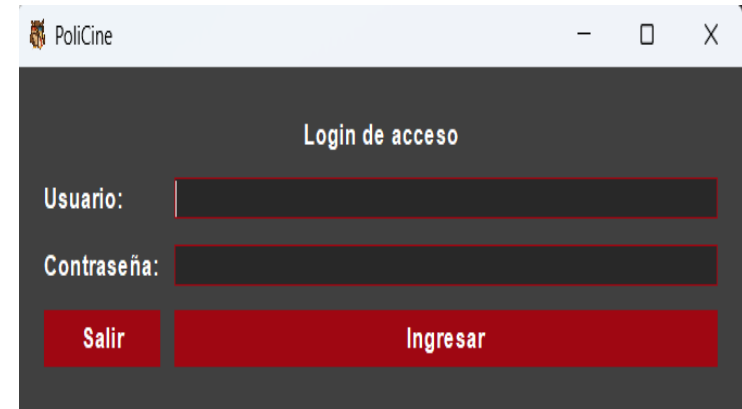 PoliCine
Login de acceso
Usuario:
Contraseña:
Salir Ingresar